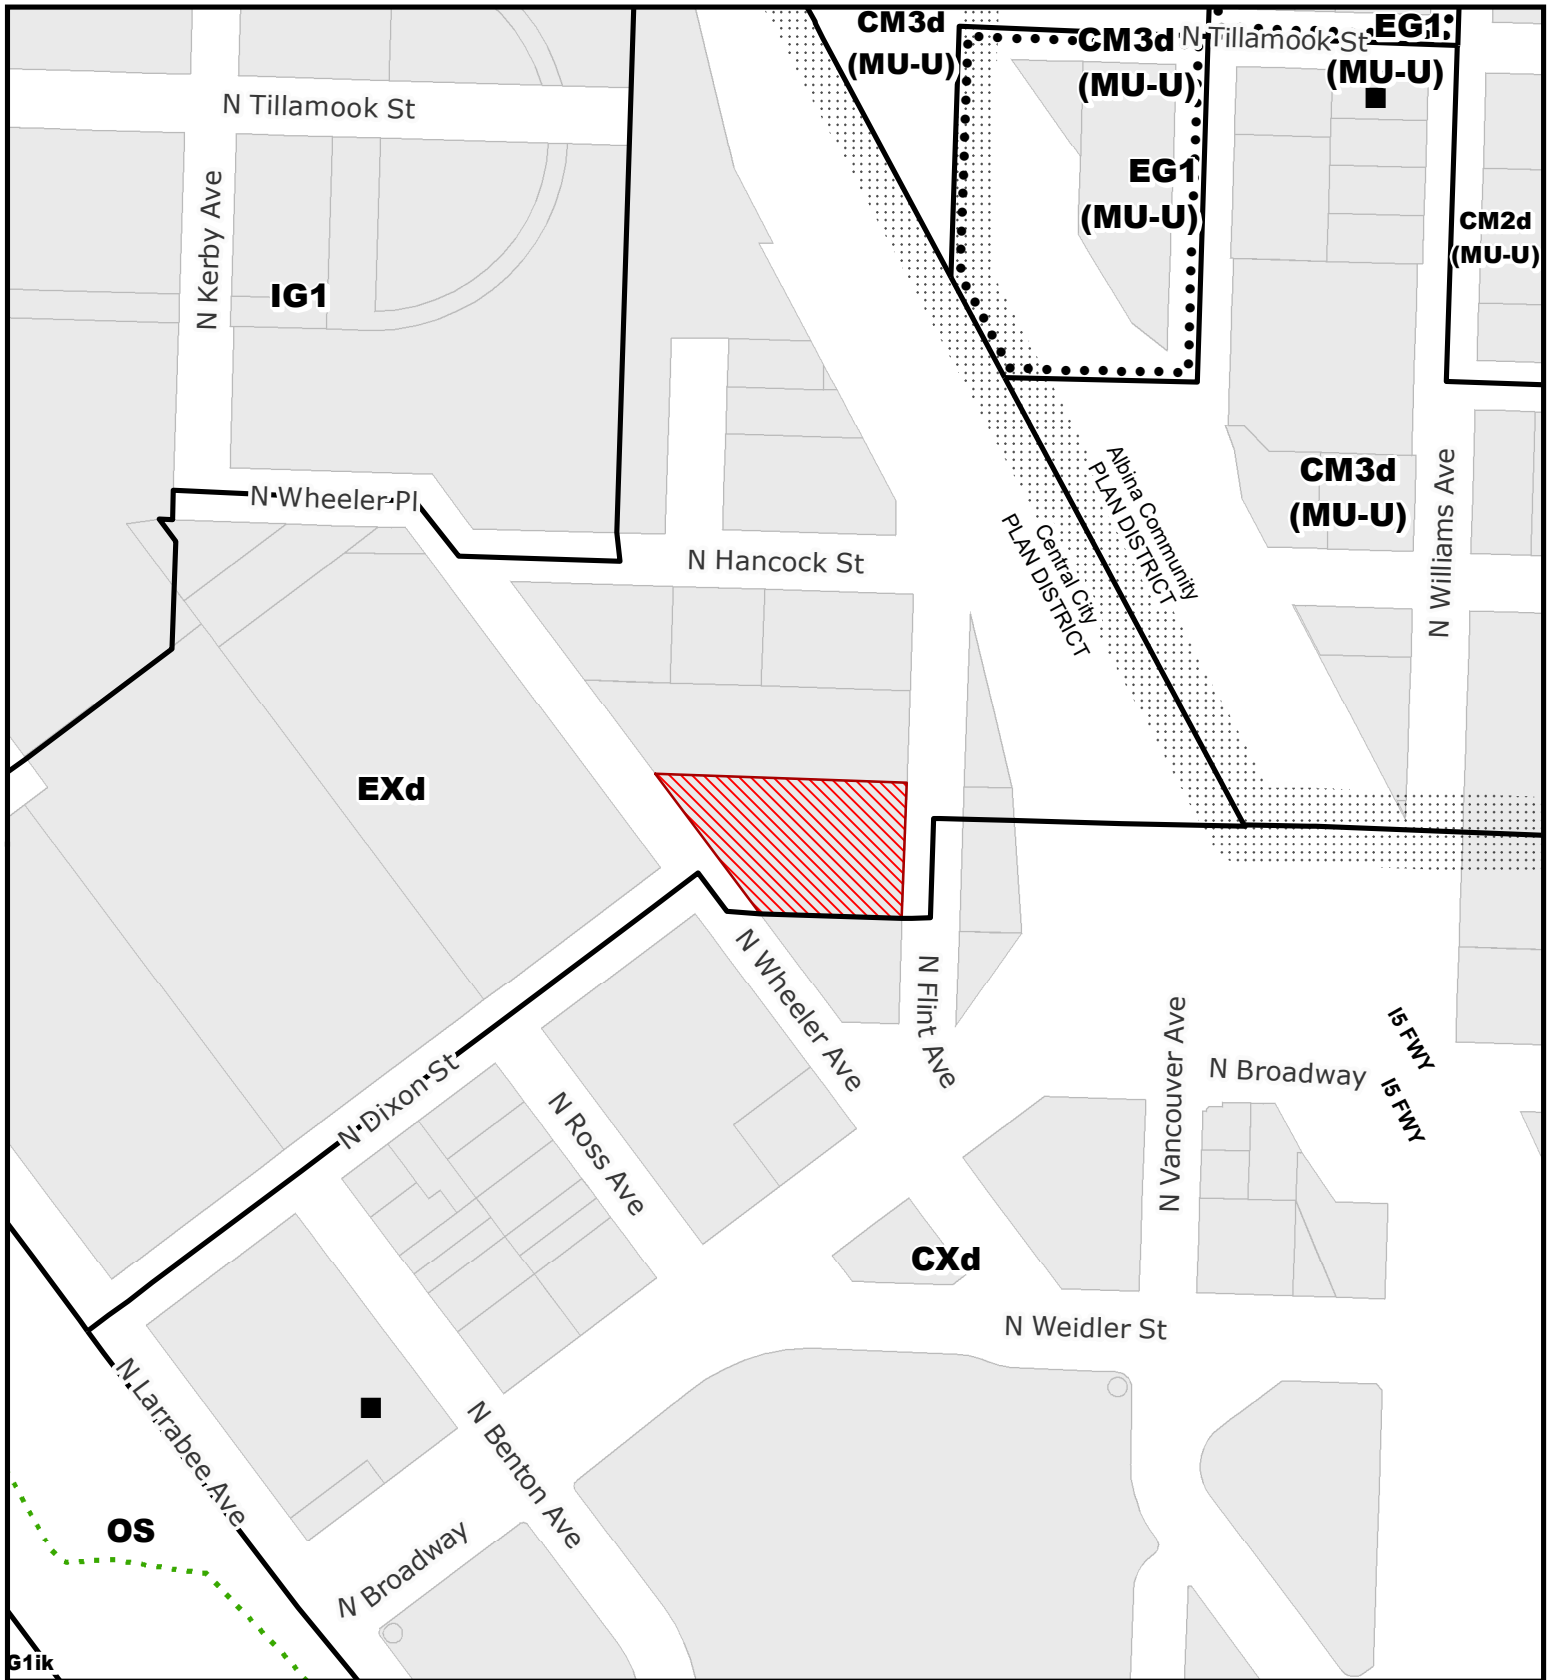 CM3d
(MU-U)
CM3d
(MU-U)
N Tillamook St
EG1
(MU-U)
N Tillamook St
N Kerby Ave
IG1
EG1
(MU-U)
CM2d
(MU-U)
N Wheeler Pl
N Hancock St
Albina Community
PLAN DISTRICT
Central City
PLAN DISTRICT
CM3d
(MU-U)
N Williams Ave
EXd
N Wheeler Ave
N Flint Ave
N Vancouver Ave
N Broadway
I5 FWY
I5 FWY
N Dixon St
N Ross Ave
CXd
N Weidler St
N Larrabee Ave
N Benton Ave
OS
N Broadway
G1ik